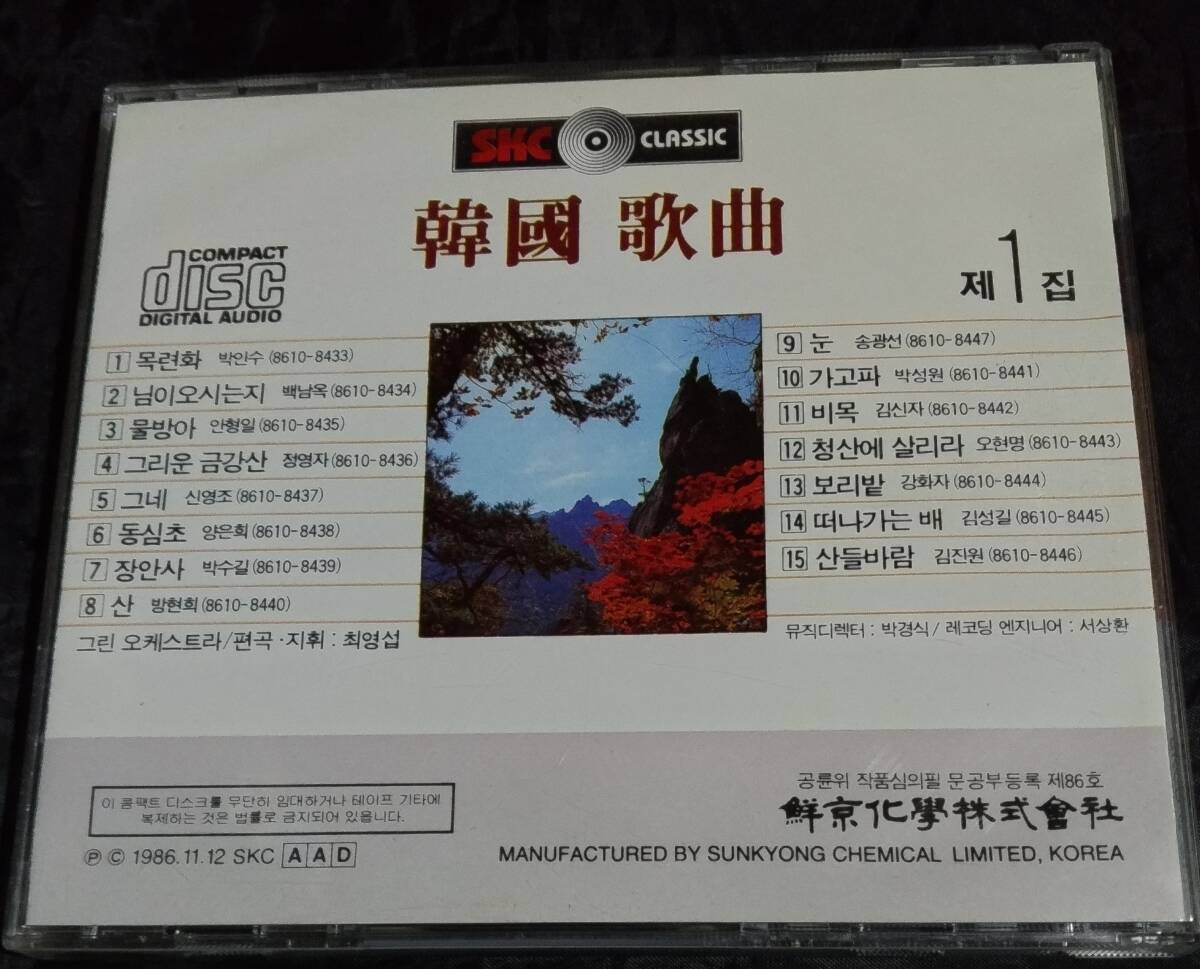 SKC CLASSIC
韓國 歌曲
COMPACT
disc
DIGITAL AUDIO
제1집
1 목련화 박인수(8610-8433)
2 님이오시는지 백남옥(8610-8434)
3 물방아 안형일(8610-8435)
4 그리운 금강산 정영자(8610-8436)
5 그네 신영조(8610-8437)
6 동심초 양은희(8610-8438)
7 장안사 박수길(8610-8439)
8 산 방현희(8610-8440)
그린 오케스트라/편곡·지휘 : 최영섭
9 눈 송광선(8610-8447)
10 가고파 박성원(8610-8441)
11 비목 김신자(8610-8442)
12 청산에 살리라 오현명(8610-8443)
13 보리밭 강화자(8610-8444)
14 떠나가는 배 김성길(8610-8445)
15 산들바람 김진원(8610-8446)
뮤직디렉터 : 박경식/레코딩 엔지니어 : 서상환
이 콤팩트 디스크를 무단히 임대하거나 테이프 기타에
복제하는 것은 법률로 금지되어 있읍니다.
Ⓟ © 1986.11.12 SKC AAD
공륜위 작품심의필 문공부등록 제86호
鮮京化學株式會社
MANUFACTURED BY SUNKYONG CHEMICAL LIMITED, KOREA